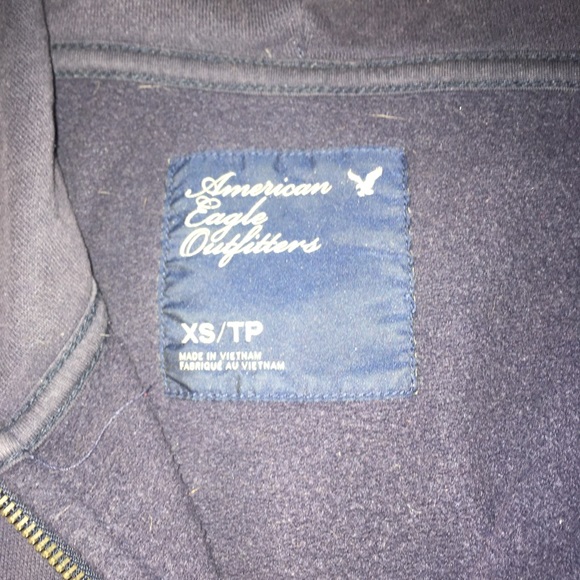 American
Eagle
Outfitters
XS/TP
MADE IN VIETNAM
FABRIQUÉ AU VIETNAM